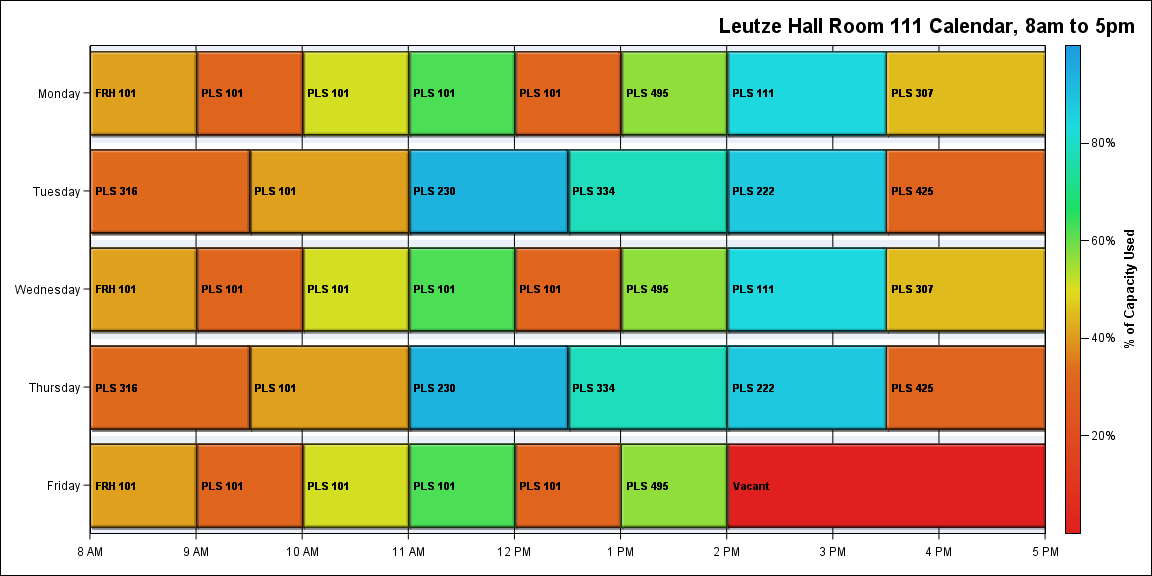 Leutze Hall Room 111 Calendar, 8am to 5pm
Monday
FRH 101
PLS 101
PLS 101
PLS 101
PLS 101
PLS 495
PLS 111
PLS 307
Tuesday
PLS 316
PLS 101
PLS 230
PLS 334
PLS 222
PLS 425
Wednesday
FRH 101
PLS 101
PLS 101
PLS 101
PLS 101
PLS 495
PLS 111
PLS 307
Thursday
PLS 316
PLS 101
PLS 230
PLS 334
PLS 222
PLS 425
Friday
FRH 101
PLS 101
PLS 101
PLS 101
PLS 101
PLS 495
Vacant
8 AM
9 AM
10 AM
11 AM
12 PM
1 PM
2 PM
3 PM
4 PM
5 PM
80%
60%
40%
20%
% of Capacity Used